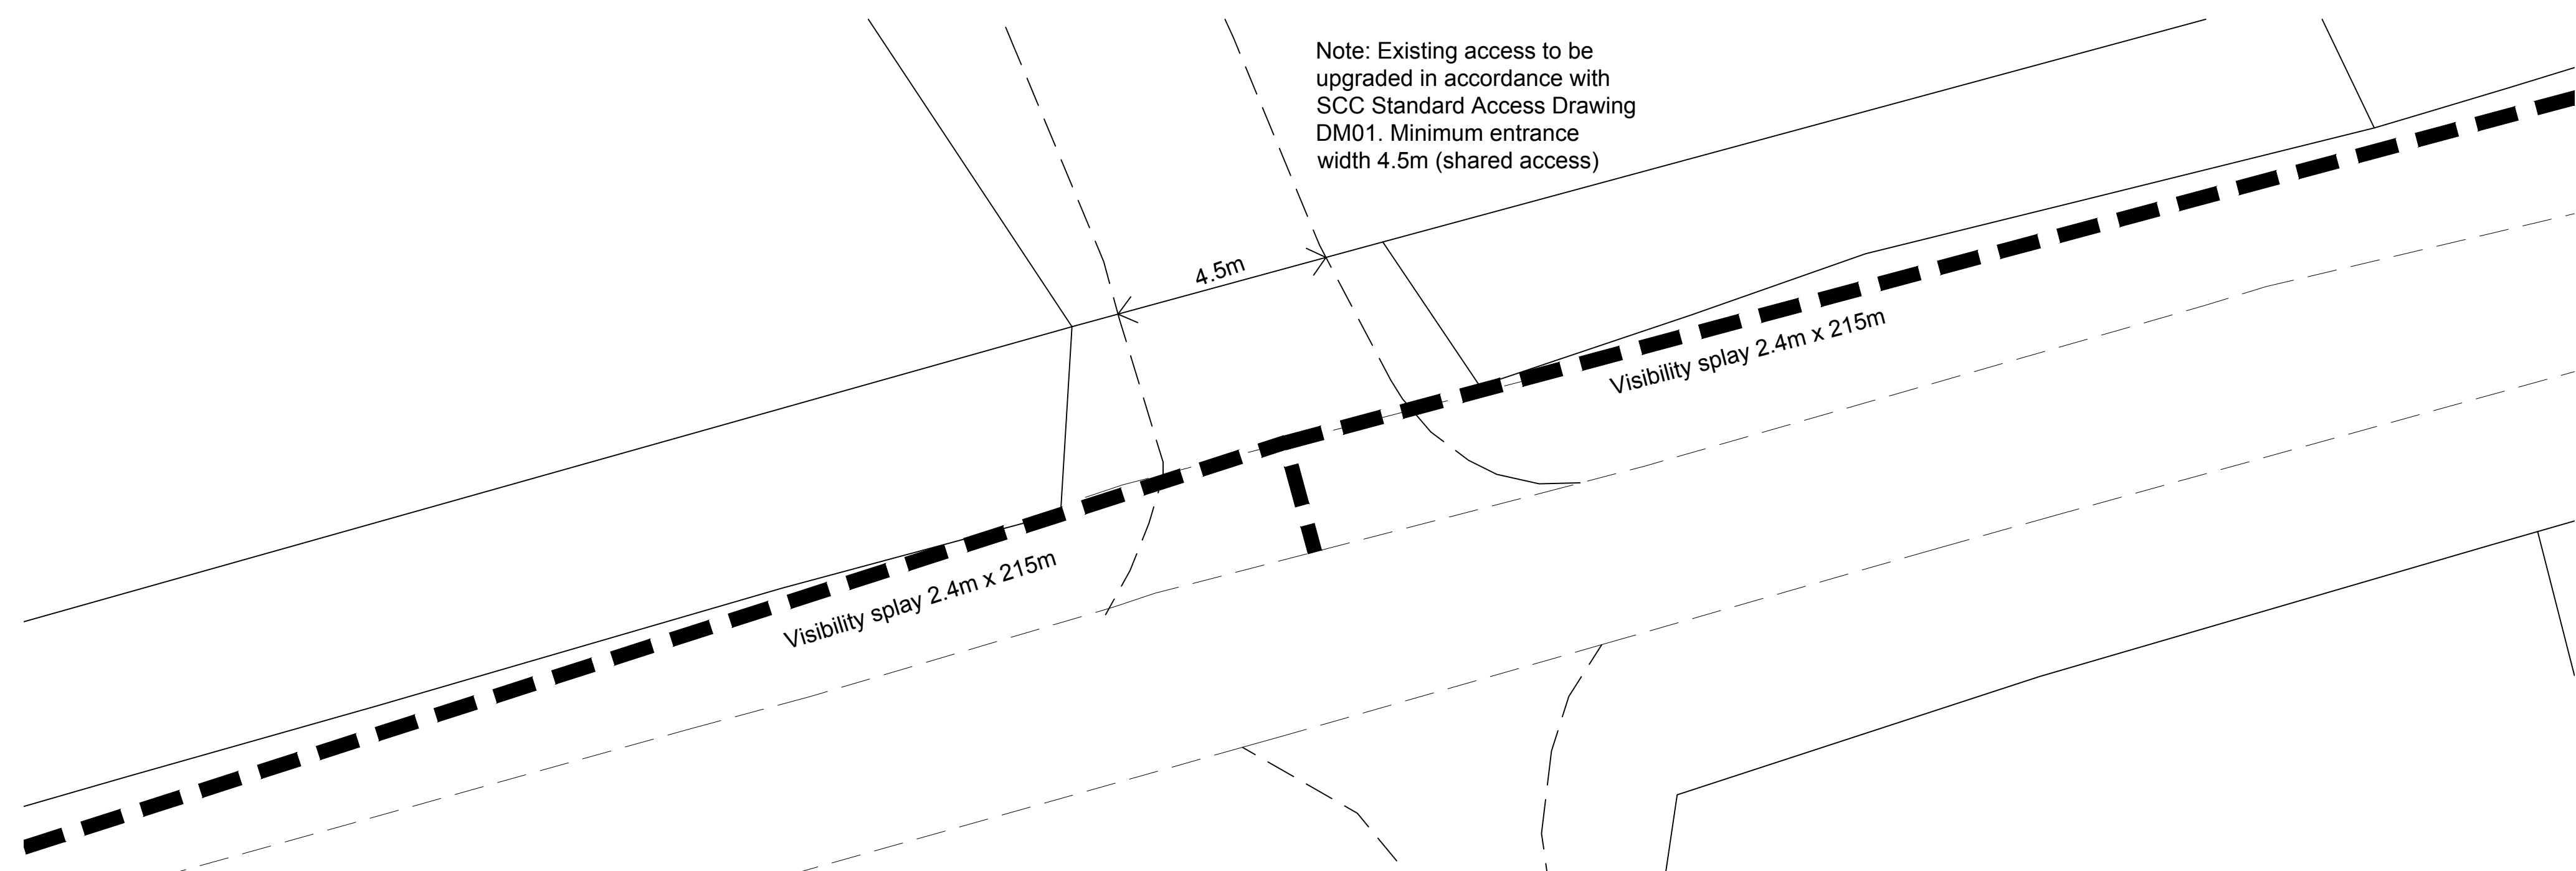 Note: Existing access to be
upgraded in accordance with
SCC Standard Access Drawing
DM01. Minimum entrance
width 4.5m (shared access)
4.5m
Visibility splay 2.4m x 215m
Visibility splay 2.4m x 215m